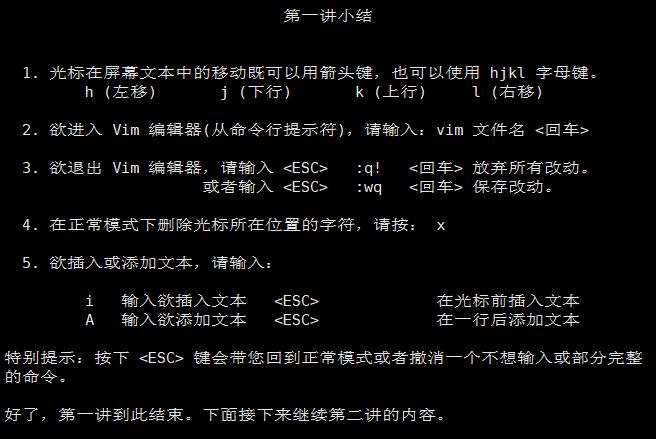 第一讲小结
1. 光标在屏幕文本中的移动既可以用箭头键，也可以使用 hjkl 字母键。
h (左移) j (下行) k (上行) l (右移)
2. 欲进入 Vim 编辑器(从命令行提示符)，请输入：vim 文件名 <回车>
3. 欲退出 Vim 编辑器，请输入 <ESC> :q! <回车> 放弃所有改动。
或者输入 <ESC> :wq <回车> 保存改动。
4. 在正常模式下删除光标所在位置的字符，请按： x
5. 欲插入或添加文本，请输入：
i 输入欲插入文本 <ESC> 在光标前插入文本
A 输入欲添加文本 <ESC> 在一行后添加文本
特别提示：按下 <ESC> 键会带您回到正常模式或者撤消一个不想输入或部分完整
的命令。
好了，第一讲到此结束。下面接下来继续第二讲的内容。